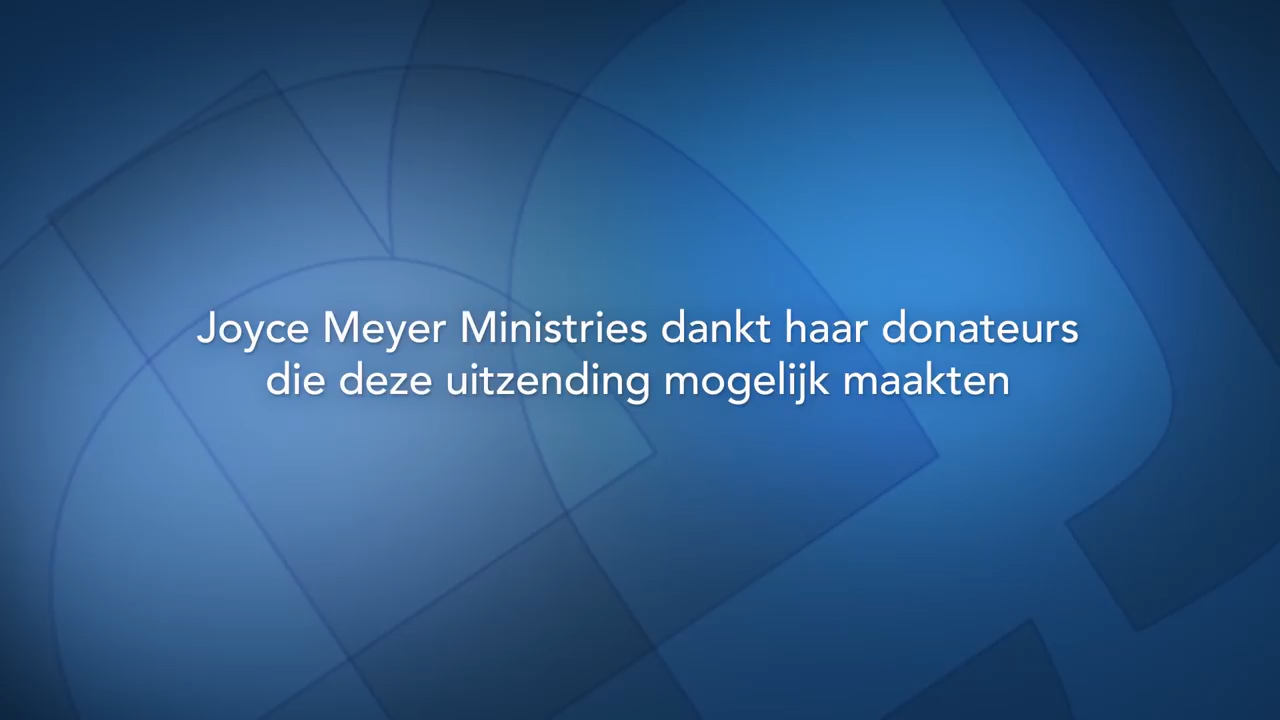 Joyce Meyer Ministries dankt haar donateurs
die deze uitzending mogelijk maakten